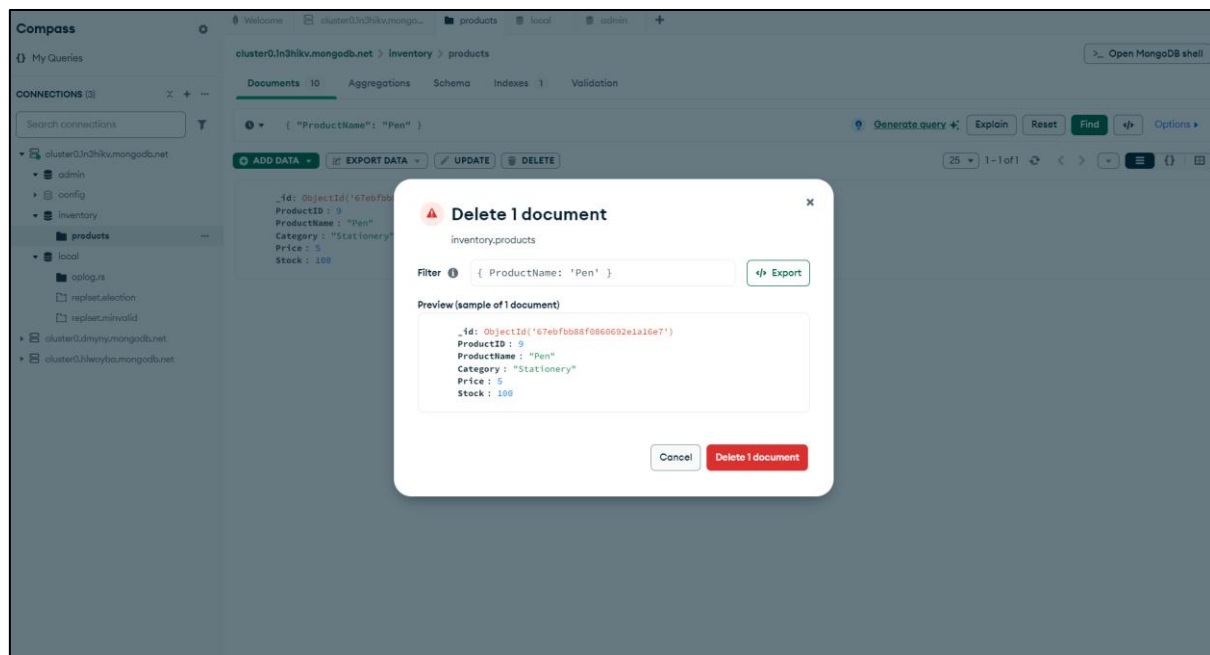 Compass
{} My Queries
CONNECTIONS (3)
Search connections
cluster0.ln3hikv.mongodb.net
admin
config
inventory
products
local
oplog.rs
replset.election
replset.minvalid
cluster0.dmyny.mongodb.net
cluster0.hlwoyba.mongodb.net
Welcome cluster0.ln3hikv.mongo... products local admin +
cluster0.ln3hikv.mongodb.net > inventory > products
>_ Open MongoDB shell
Documents 10 Aggregations Schema Indexes 1 Validation
{ "ProductName": "Pen" }
Generate query Explain Reset Find </> Options
ADD DATA EXPORT DATA UPDATE DELETE
25 1-1 of 1
_id: ObjectId('67ebfbb
ProductID : 9
ProductName : "Pen"
Category : "Stationery"
Price : 5
Stock : 100
Delete 1 document
inventory.products
Filter { ProductName: 'Pen' } </> Export
Preview (sample of 1 document)
_id: ObjectId('67ebfbb88f0860692e1a16e7')
ProductID : 9
ProductName : "Pen"
Category : "Stationery"
Price : 5
Stock : 100
Cancel Delete 1 document